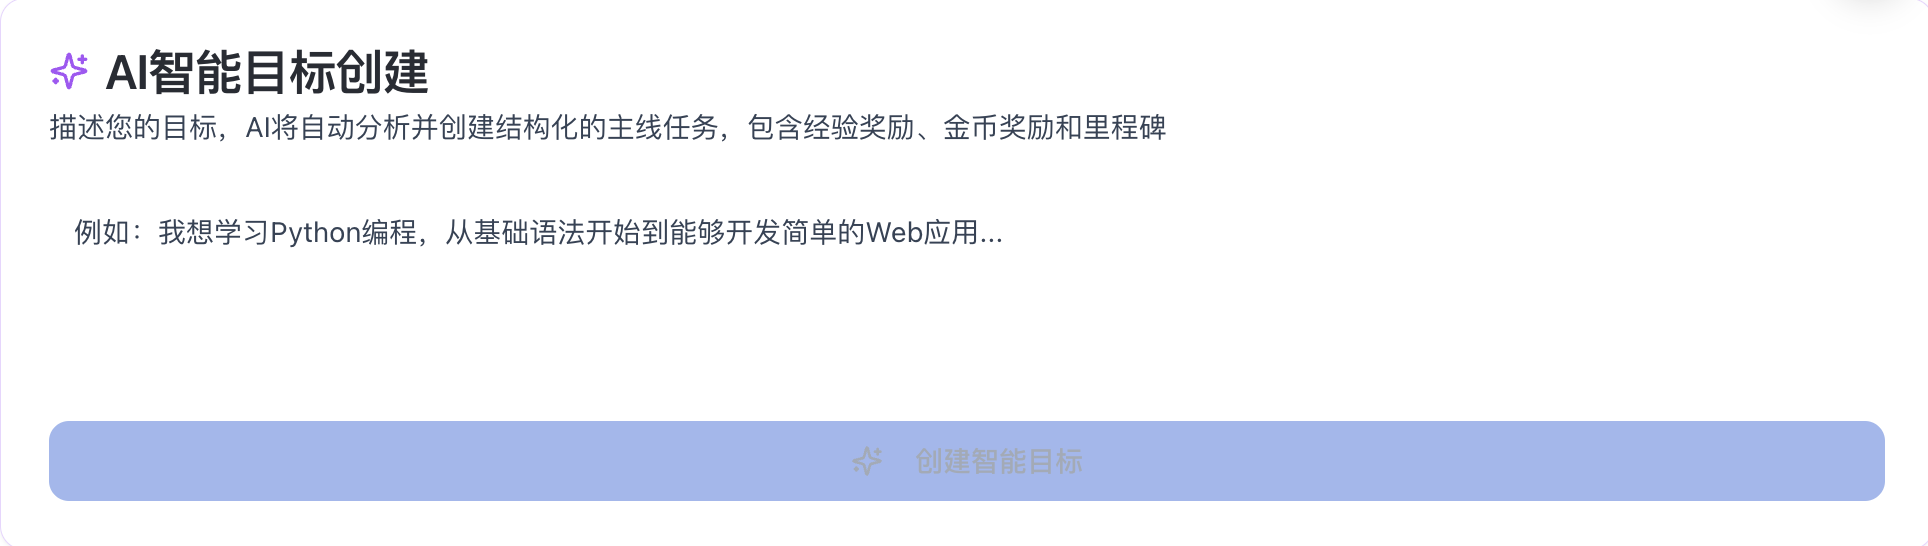 AI智能目标创建
描述您的目标，AI将自动分析并创建结构化的主线任务，包含经验奖励、金币奖励和里程碑
例如：我想学习Python编程，从基础语法开始到能够开发简单的Web应用...
创建智能目标